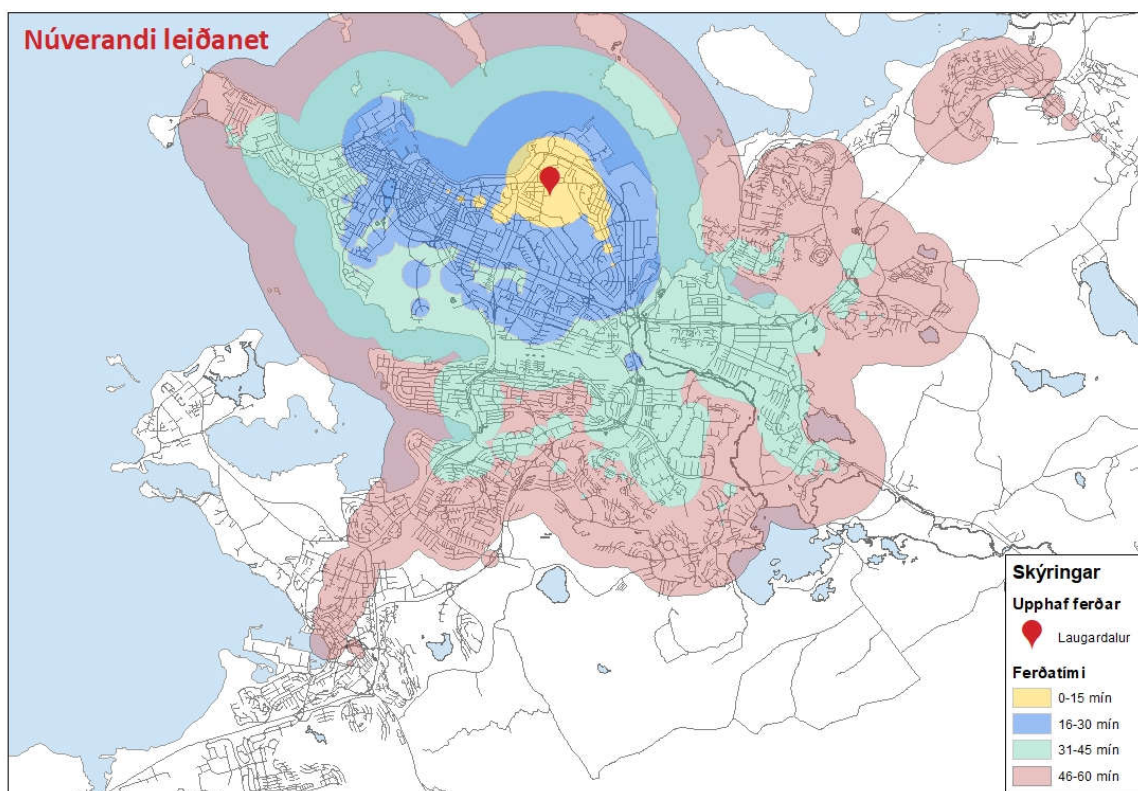 Núverandi leiðanet
Skýringar
Upphaf ferðar
Laugardalur
Ferðatími
0-15 mín
16-30 mín
31-45 mín
46-60 mín